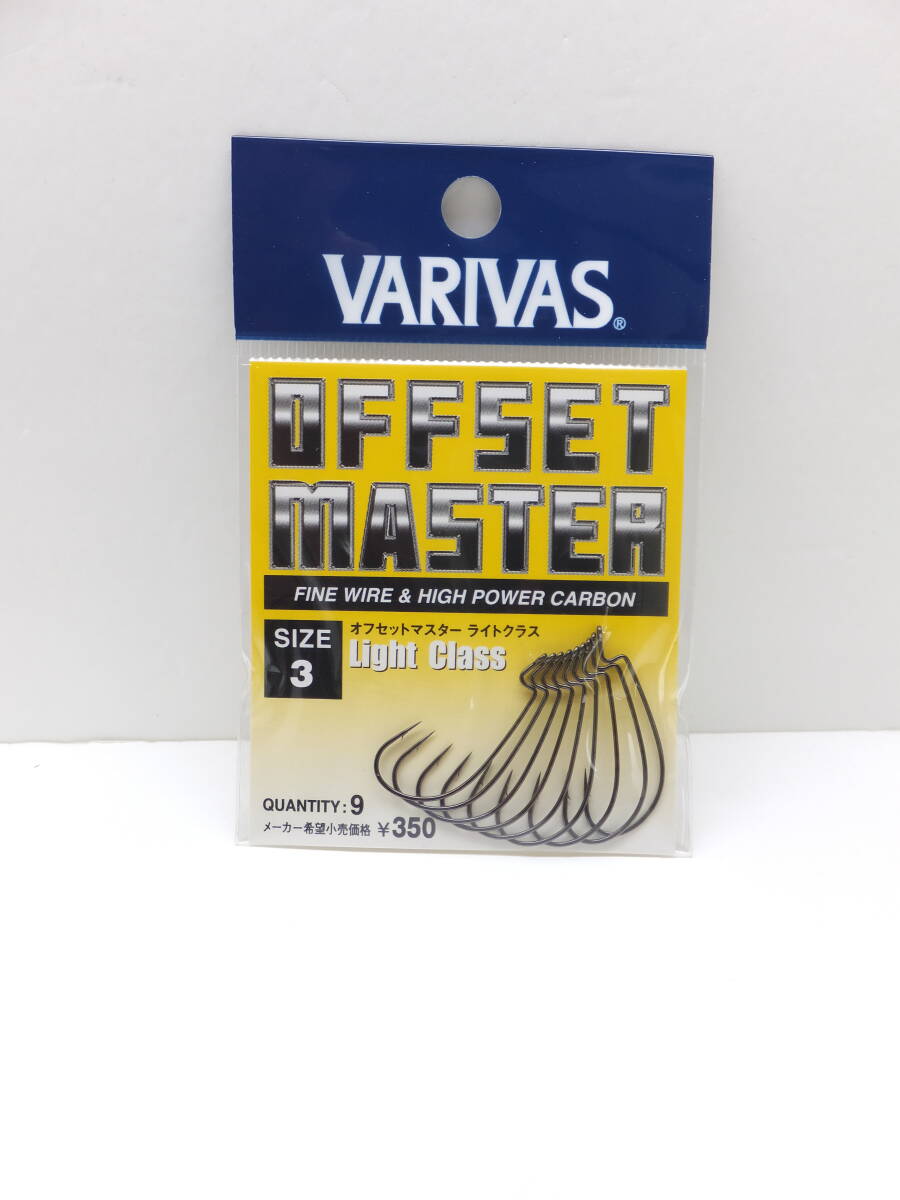 VARIVAS®
OFFSET
MASTER
FINE WIRE & HIGH POWER CARBON
SIZE
3
オフセットマスター ライトクラス
Light Class
QUANTITY: 9
メーカー希望小売価格 ¥350